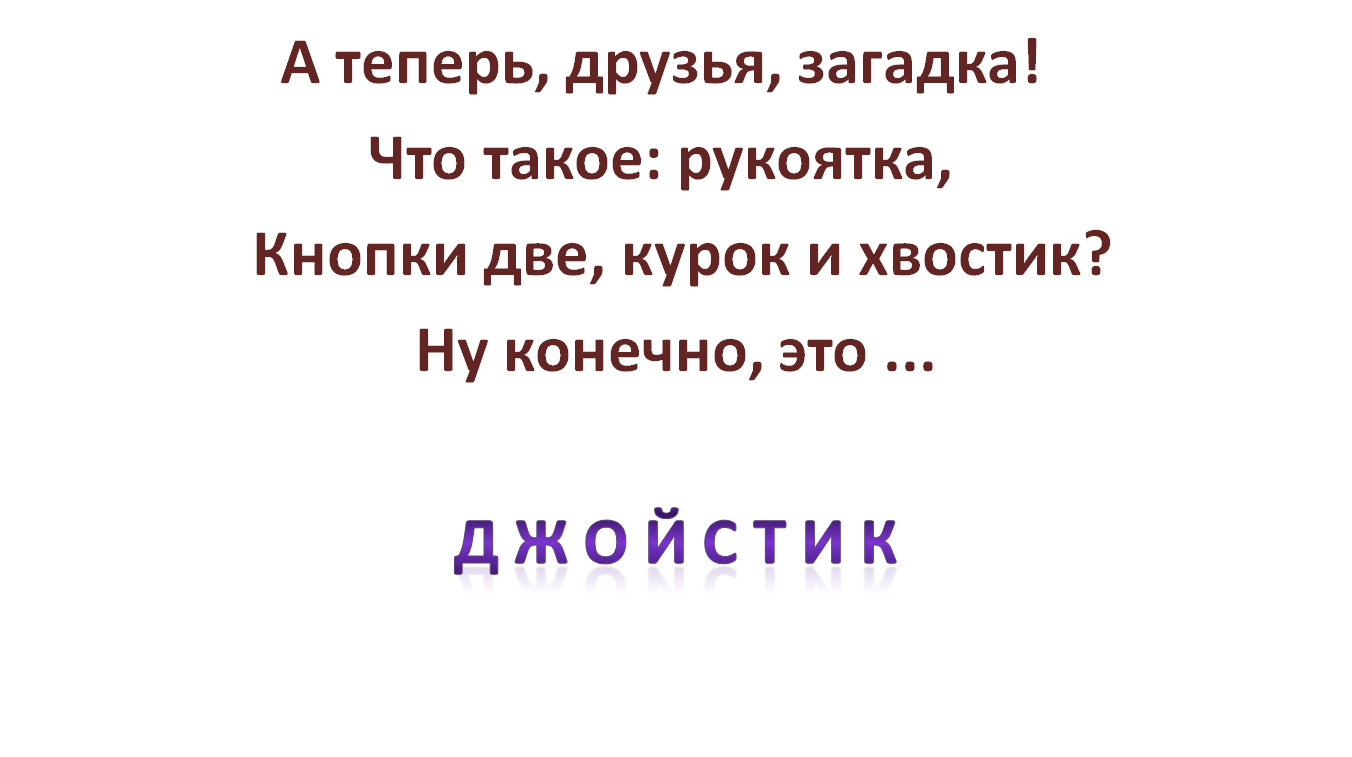 А теперь, друзья, загадка!
Что такое: рукоятка,
Кнопки две, курок и хвостик?
Ну конечно, это ...
ДЖОЙСТИК